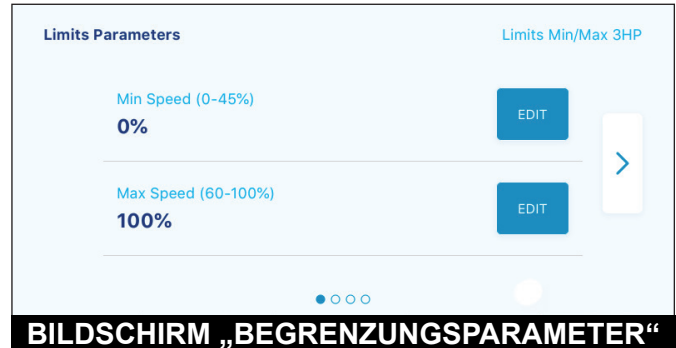 Limits Parameters
Limits Min/Max 3HP
Min Speed (0-45%)
0%
EDIT
Max Speed (60-100%)
100%
EDIT
BILDSCHIRM „BEGRENZUNGSPARAMETER“